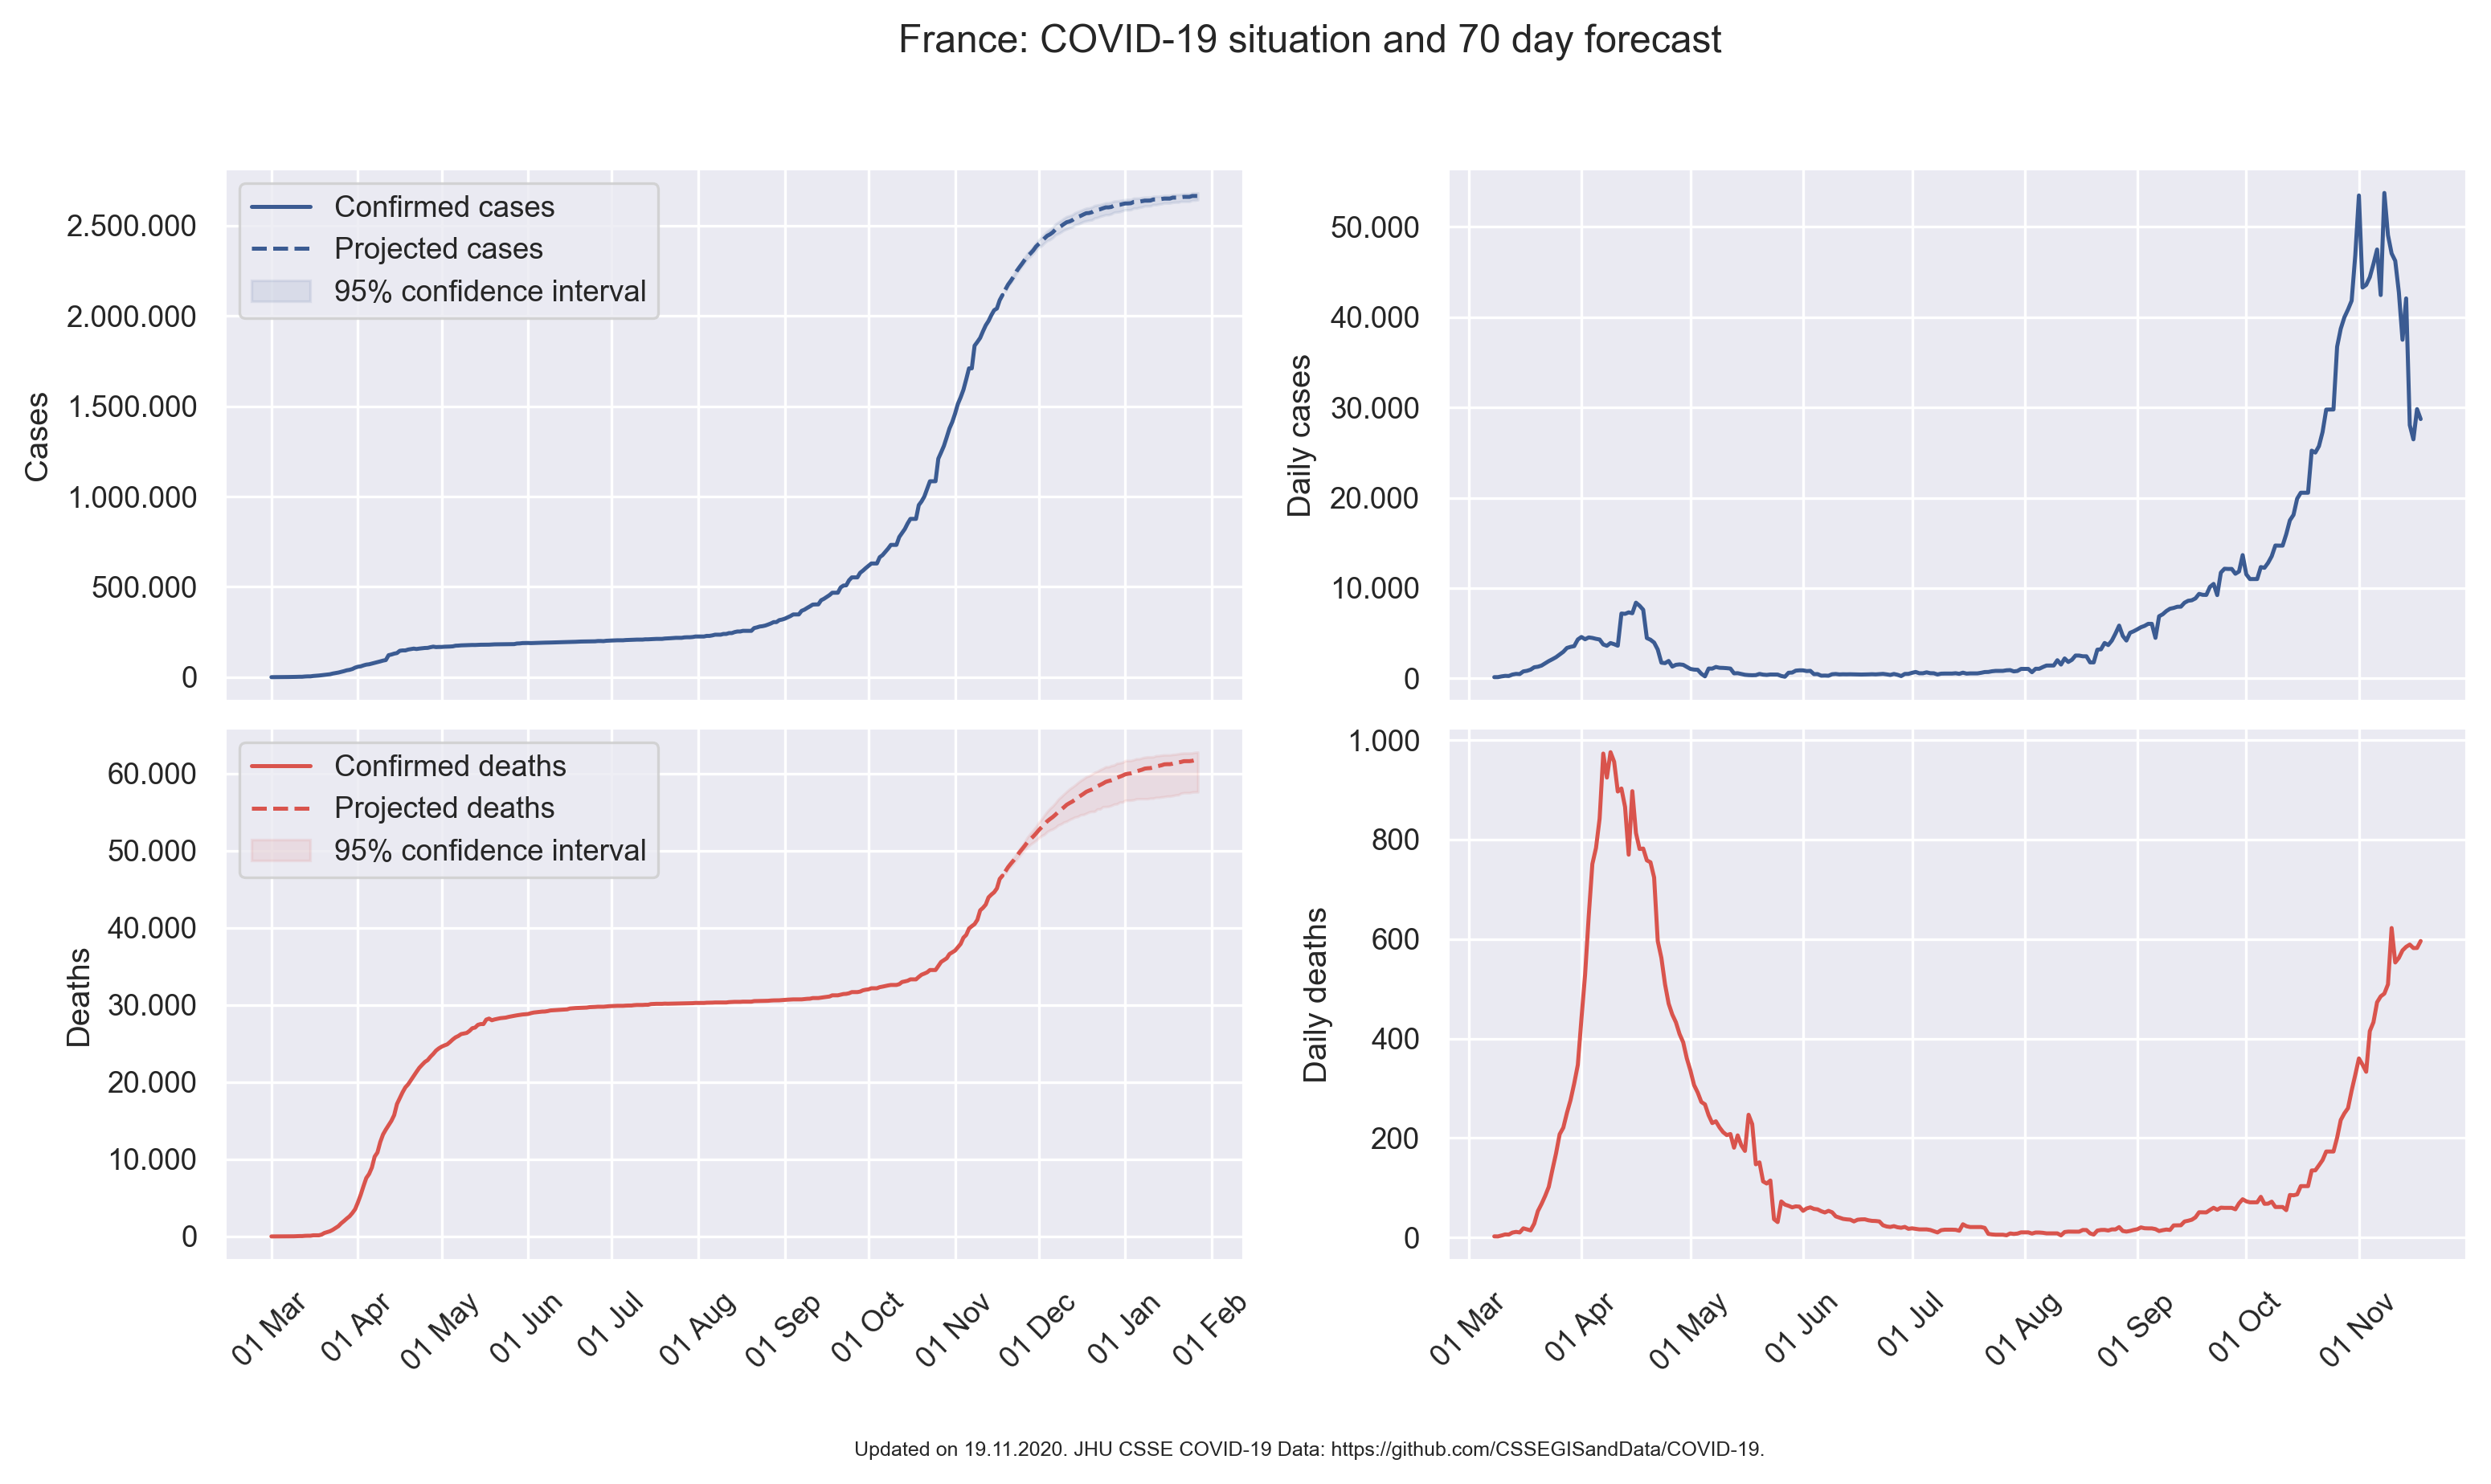 France: COVID-19 situation and 70 day forecast
Confirmed cases
Projected cases
95% confidence interval
Cases
2.500.000
2.000.000
1.500.000
1.000.000
500.000
0
Daily cases
50.000
40.000
30.000
20.000
10.000
0
Confirmed deaths
Projected deaths
95% confidence interval
Deaths
60.000
50.000
40.000
30.000
20.000
10.000
0
01 Mar
01 Apr
01 May
01 Jun
01 Jul
01 Aug
01 Sep
01 Oct
01 Nov
01 Dec
01 Jan
01 Feb
Daily deaths
1.000
800
600
400
200
0
01 Mar
01 Apr
01 May
01 Jun
01 Jul
01 Aug
01 Sep
01 Oct
01 Nov
Updated on 19.11.2020. JHU CSSE COVID-19 Data: https://github.com/CSSEGISandData/COVID-19.